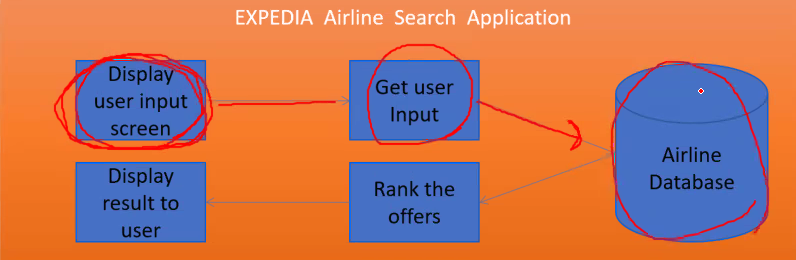 EXPEDIA Airline Search Application
Display
user input
screen
Get user
Input
Airline
Database
Display
result to
user
Rank the
offers